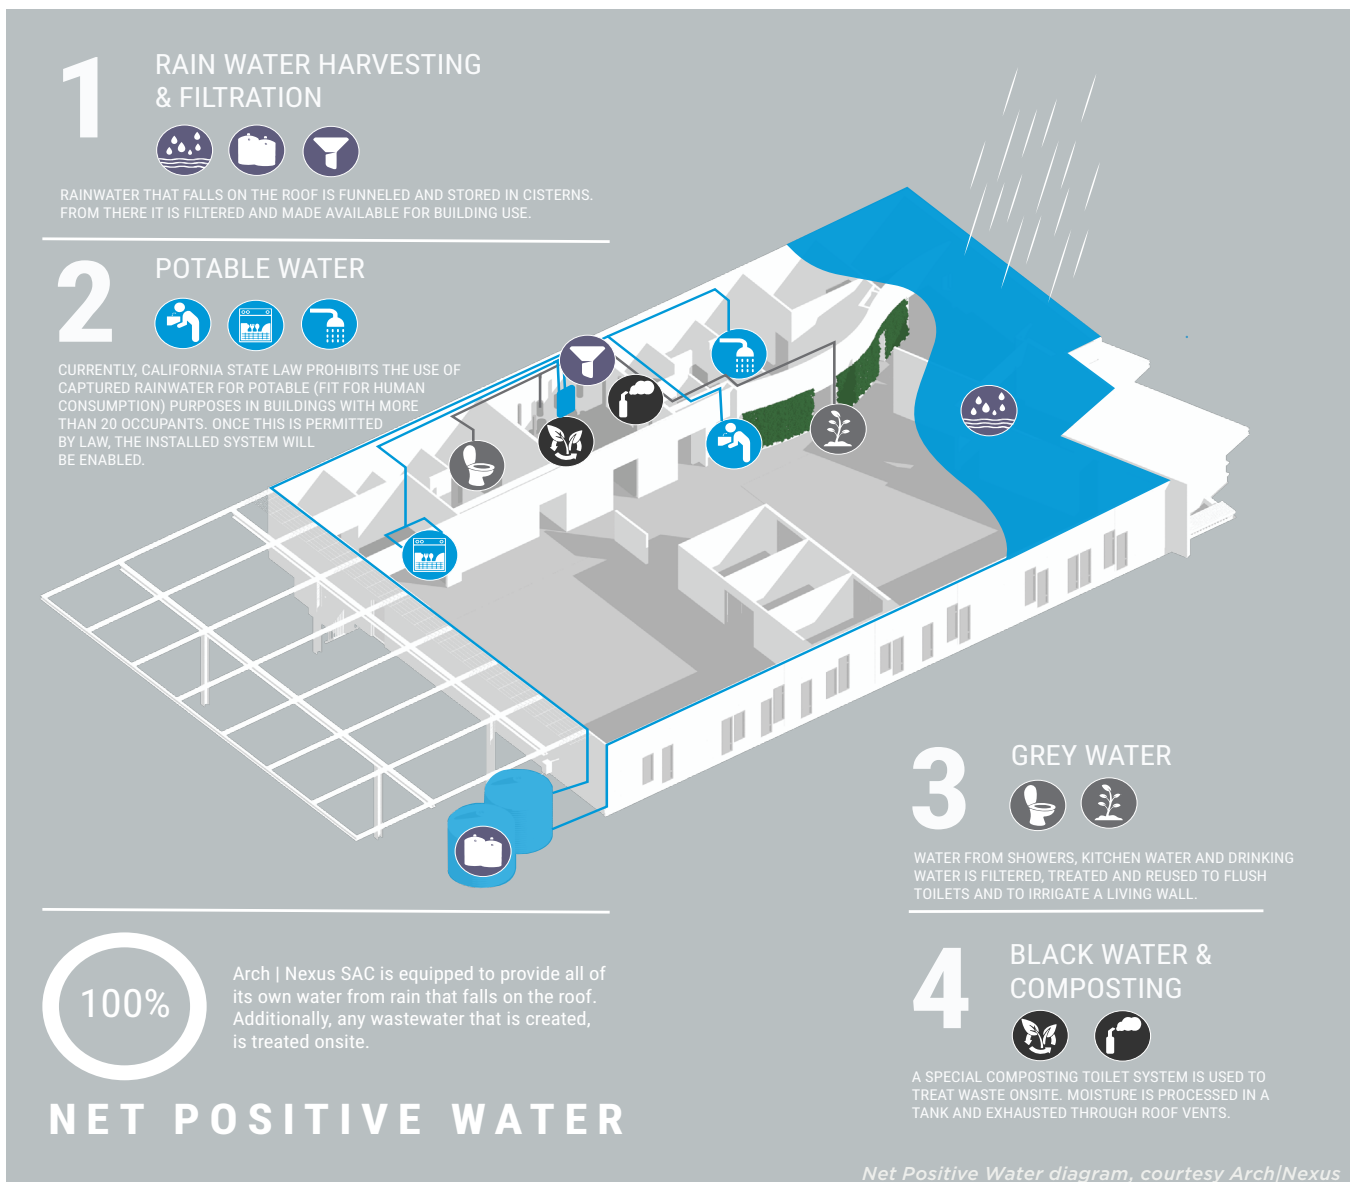 1
RAIN WATER HARVESTING
& FILTRATION
RAINWATER THAT FALLS ON THE ROOF IS FUNNELED AND STORED IN CISTERNS.
FROM THERE IT IS FILTERED AND MADE AVAILABLE FOR BUILDING USE.
2
POTABLE WATER
CURRENTLY, CALIFORNIA STATE LAW PROHIBITS THE USE OF
CAPTURED RAINWATER FOR POTABLE (FIT FOR HUMAN
CONSUMPTION) PURPOSES IN BUILDINGS WITH MORE
THAN 20 OCCUPANTS. ONCE THIS IS PERMITTED
BY LAW, THE INSTALLED SYSTEM WILL
BE ENABLED.
3
GREY WATER
WATER FROM SHOWERS, KITCHEN WATER AND DRINKING
WATER IS FILTERED, TREATED AND REUSED TO FLUSH
TOILETS AND TO IRRIGATE A LIVING WALL.
4
BLACK WATER &
COMPOSTING
A SPECIAL COMPOSTING TOILET SYSTEM IS USED TO
TREAT WASTE ONSITE. MOISTURE IS PROCESSED IN A
TANK AND EXHAUSTED THROUGH ROOF VENTS.
100%
Arch | Nexus SAC is equipped to provide all of
its own water from rain that falls on the roof.
Additionally, any wastewater that is created,
is treated onsite.
NET POSITIVE WATER
Net Positive Water diagram, courtesy Arch|Nexus